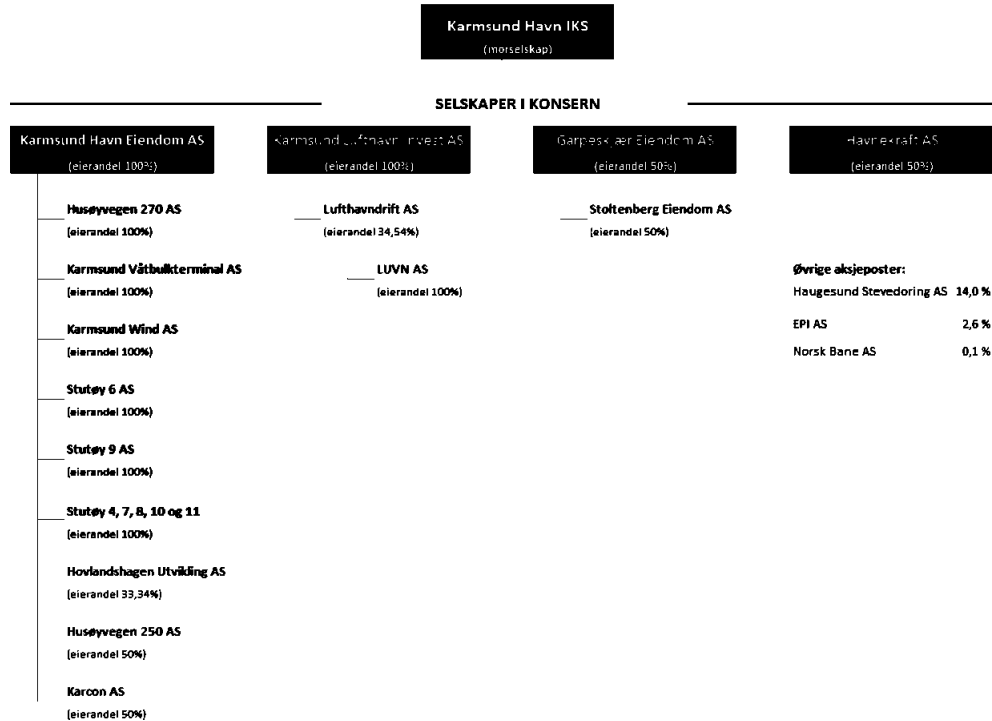 Karmsund Havn IKS
(morselskap)
SELSKAPER I KONSERN
Karmsund Havn Eiendom AS
(eierandel 100%)
Husøyvegen 270 AS
(eierandel 100%)
Karmsund Våtbulkterminal AS
(eierandel 100%)
Karmsund Wind AS
(eierandel 100%)
Stutøy 6 AS
(eierandel 100%)
Stutøy 9 AS
(eierandel 100%)
Stutøy 4, 7, 8, 10 og 11
(eierandel 100%)
Hovlandshagen Utvikling AS
(eierandel 33,34%)
Husøyvegen 250 AS
(eierandel 50%)
Karcon AS
(eierandel 50%)
Karmsund Lufthavn Invest AS
(eierandel 100%)
Lufthavndrift AS
(eierandel 34,54%)
LUVN AS
(eierandel 100%)
Garpeskjær Eiendom AS
(eierandel 50%)
Stoltenberg Eiendom AS
(eierandel 50%)
Havnekraft AS
(eierandel 50%)
Øvrige aksjeposter:
Haugesund Stevedoring AS 14,0 %
EPI AS 2,6 %
Norsk Bane AS 0,1 %